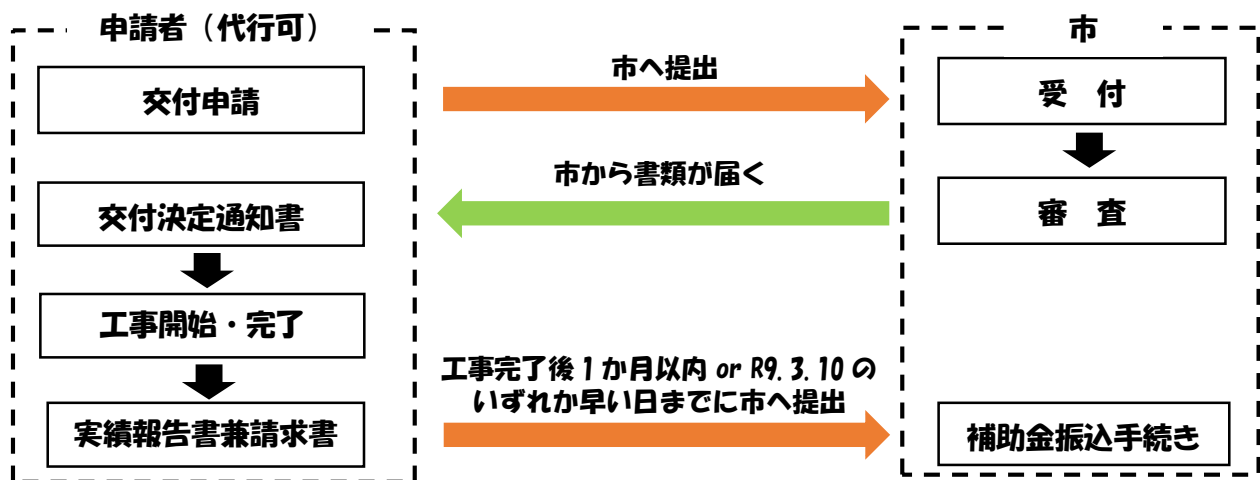 申請者（代行可）
市
交付申請
市へ提出
受　付
市から書類が届く
交付決定通知書
審　査
工事開始・完了
工事完了後１か月以内 or R9.3.10 の
いずれか早い日までに市へ提出
実績報告書兼請求書
補助金振込手続き